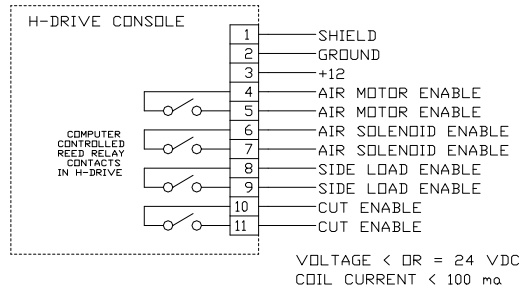 H-DRIVE CONSOLE
1 SHIELD
2 GROUND
3 +12
4 AIR MOTOR ENABLE
5 AIR MOTOR ENABLE
6 AIR SOLENOID ENABLE
7 AIR SOLENOID ENABLE
8 SIDE LOAD ENABLE
9 SIDE LOAD ENABLE
10 CUT ENABLE
11 CUT ENABLE
COMPUTER
CONTROLLED
REED RELAY
CONTACTS
IN H-DRIVE
VOLTAGE < OR = 24 VDC
COIL CURRENT < 100 ma